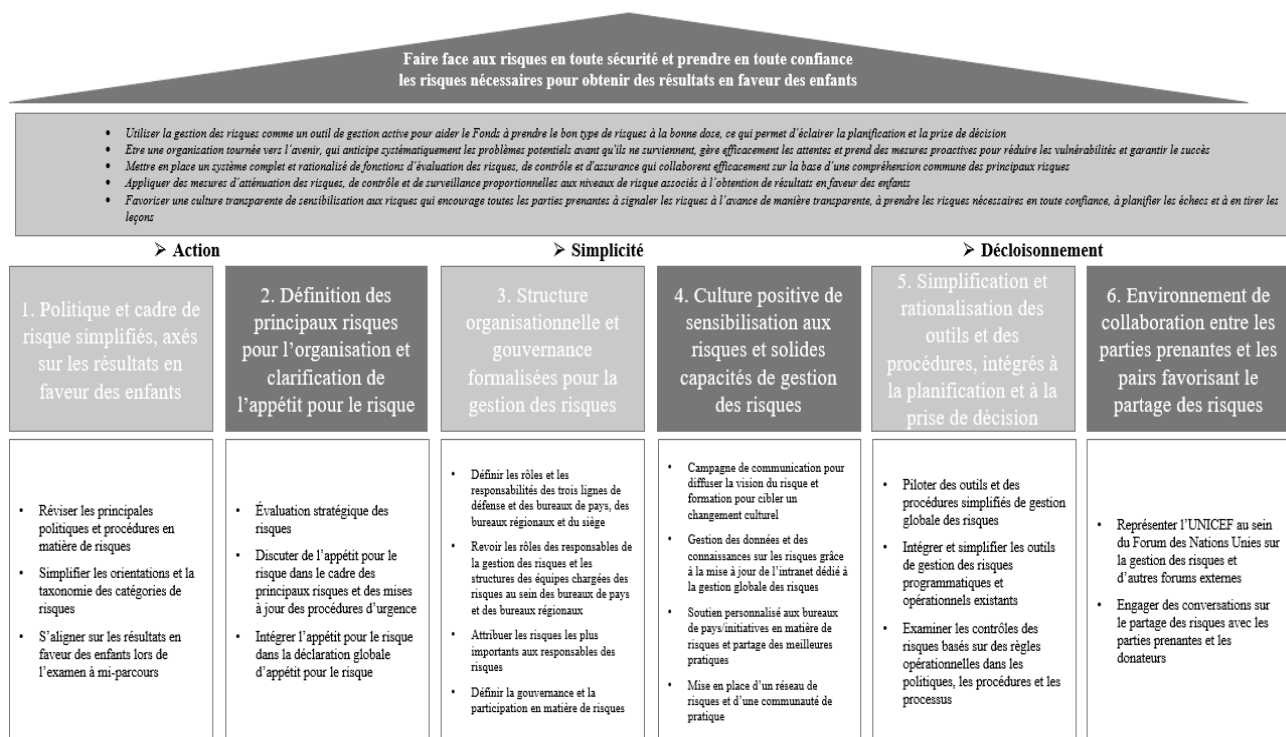 Faire face aux risques en toute sécurité et prendre en toute confiance
les risques nécessaires pour obtenir des résultats en faveur des enfants
• Utiliser la gestion des risques comme un outil de gestion active pour aider le Fonds à prendre le bon type de risques à la bonne dose, ce qui permet d'éclairer la planification et la prise de décision
• Etre une organisation tournée vers l'avenir, qui anticipe systématiquement les problèmes potentiels avant qu'ils ne surviennent, gère efficacement les attentes et prend des mesures proactives pour réduire les vulnérabilités et garantir le succès
• Mettre en place un système complet et rationalisé de fonctions d'évaluation des risques, de contrôle et d'assurance qui collaborent efficacement sur la base d'une compréhension commune des principaux risques
• Appliquer des mesures d'atténuation des risques, de contrôle et de surveillance proportionnelles aux niveaux de risque associés à l'obtention de résultats en faveur des enfants
• Favoriser une culture transparente de sensibilisation aux risques qui encourage toutes les parties prenantes à signaler les risques à l'avance de manière transparente, à prendre les risques nécessaires en toute confiance, à planifier les échecs et à en tirer les
leçons
➢ Action
➢ Simplicité
➢ Décloisonnement
1. Politique et cadre de
risque simplifiés, axés
sur les résultats en
faveur des enfants
2. Définition des
principaux risques
pour l'organisation et
clarification de
l'appétit pour le risque
3. Structure
organisationnelle et
gouvernance
formalisées pour la
gestion des risques
4. Culture positive de
sensibilisation aux
risques et solides
capacités de gestion
des risques
5. Simplification et
rationalisation des
outils et des
procédures, intégrés à
la planification et à la
prise de décision
6. Environnement de
collaboration entre les
parties prenantes et les
pairs favorisant le
partage des risques
• Réviser les principales
politiques et procédures en
matière de risques
• Simplifier les orientations et la
taxonomie des catégories de
risques
• S'aligner sur les résultats en
faveur des enfants lors de
l'examen à mi-parcours
• Évaluation stratégique des
risques
• Discuter de l'appétit pour le
risque dans le cadre des
principaux risques et des mises
à jour des procédures d'urgence
• Intégrer l'appétit pour le risque
dans la déclaration globale
d'appétit pour le risque
• Définir les rôles et les
responsabilités des trois lignes de
défense et des bureaux de pays, des
bureaux régionaux et du siège
• Revoir les rôles des responsables de
la gestion des risques et les
structures des équipes chargées des
risques au sein des bureaux de pays
et des bureaux régionaux
• Attribuer les risques les plus
importants aux responsables des
risques
• Définir la gouvernance et la
participation en matière de risques
• Campagne de communication pour
diffuser la vision du risque et
formation pour cibler un
changement culturel
• Gestion des données et des
connaissances sur les risques grâce
à la mise à jour de l'intranet dédié à
la gestion globale des risques
• Soutien personnalisé aux bureaux
de pays/initiatives en matière de
risques et partage des meilleures
pratiques
• Mise en place d'un réseau de
risques et d'une communauté de
pratique
• Piloter des outils et des
procédures simplifiés de gestion
globale des risques
• Intégrer et simplifier les outils
de gestion des risques
programmatiques et
opérationnels existants
• Examiner les contrôles des
risques basés sur des règles
opérationnelles dans les
politiques, les procédures et les
processus
• Représenter l'UNICEF au sein
du Forum des Nations Unies sur
la gestion des risques et
d'autres forums externes
• Engager des conversations sur
le partage des risques avec les
parties prenantes et les
donateurs